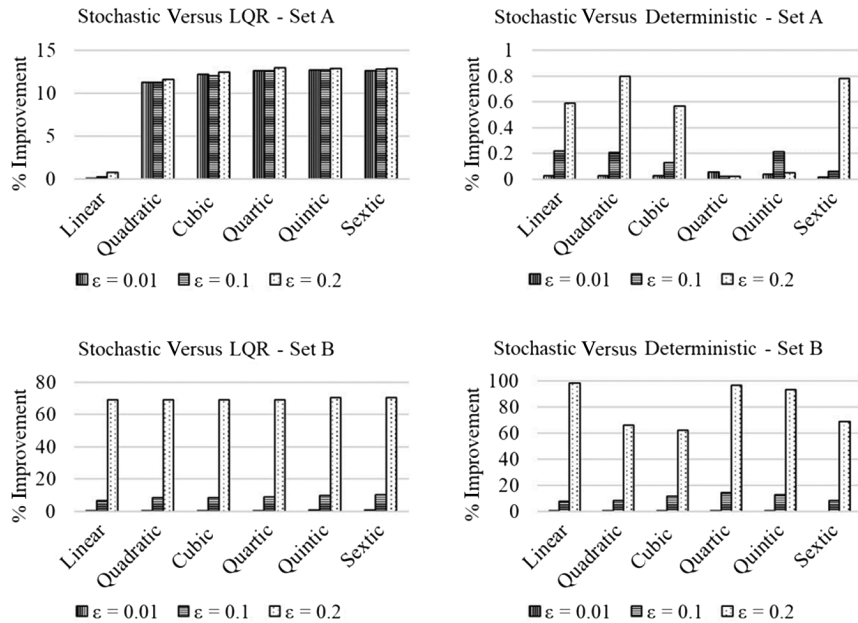 Stochastic Versus LQR - Set A
% Improvement
15
10
5
0
Linear
Quadratic
Cubic
Quartic
Quintic
Sextic
ε = 0.01 ε = 0.1 ε = 0.2
Stochastic Versus Deterministic - Set A
% Improvement
1
0.8
0.6
0.4
0.2
0
Linear
Quadratic
Cubic
Quartic
Quintic
Sextic
ε = 0.01 ε = 0.1 ε = 0.2
Stochastic Versus LQR - Set B
% Improvement
80
60
40
20
0
Linear
Quadratic
Cubic
Quartic
Quintic
Sextic
ε = 0.01 ε = 0.1 ε = 0.2
Stochastic Versus Deterministic - Set B
% Improvement
100
80
60
40
20
0
Linear
Quadratic
Cubic
Quartic
Quintic
Sextic
ε = 0.01 ε = 0.1 ε = 0.2